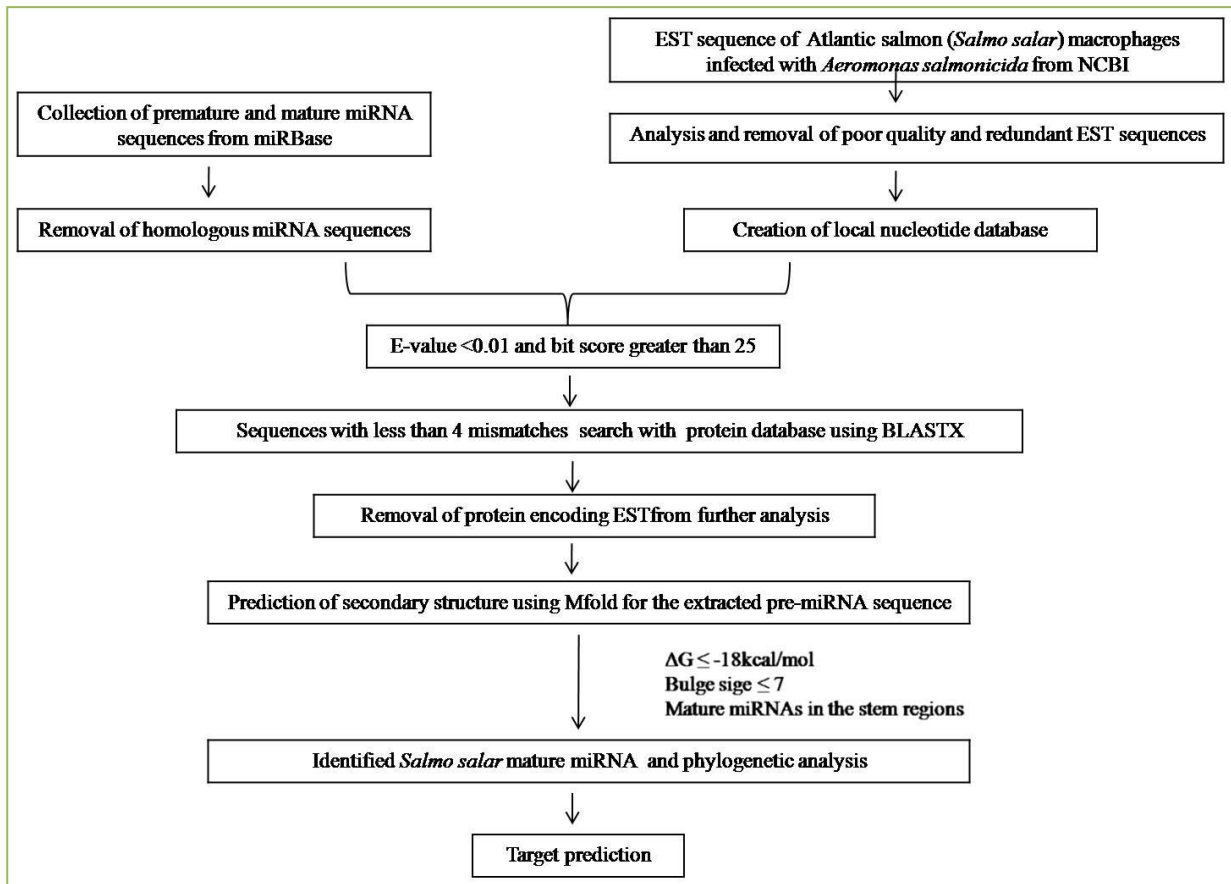 EST sequence of Atlantic salmon (Salmo salar) macrophages
infected with Aeromonas salmonicida from NCBI
Collection of premature and mature miRNA
sequences from miRBase
Analysis and removal of poor quality and redundant EST sequences
Removal of homologous miRNA sequences
Creation of local nucleotide database
E-value <0.01 and bit score greater than 25
Sequences with less than 4 mismatches search with protein database using BLASTX
Removal of protein encoding ESTfrom further analysis
Prediction of secondary structure using Mfold for the extracted pre-miRNA sequence
ΔG ≤ -18kcal/mol
Bulge sige ≤ 7
Mature miRNAs in the stem regions
Identified Salmo salar mature miRNA and phylogenetic analysis
Target prediction